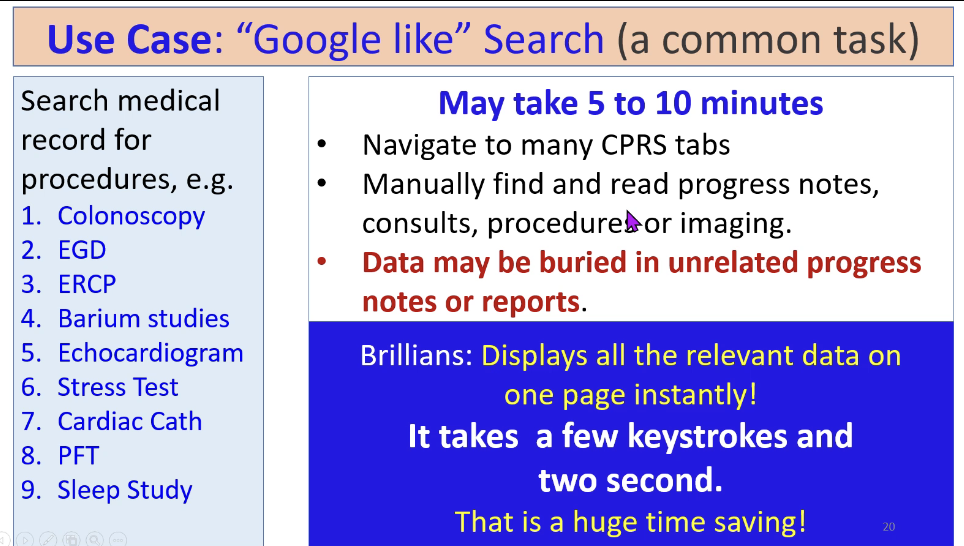 Use Case: “Google like” Search (a common task)
Search medical
record for
procedures, e.g.
1. Colonoscopy
2. EGD
3. ERCP
4. Barium studies
5. Echocardiogram
6. Stress Test
7. Cardiac Cath
8. PFT
9. Sleep Study
May take 5 to 10 minutes
• Navigate to many CPRS tabs
• Manually find and read progress notes,
consults, procedures or imaging.
• Data may be buried in unrelated progress
notes or reports.
Brillians: Displays all the relevant data on
one page instantly!
It takes a few keystrokes and
two second.
That is a huge time saving!
20